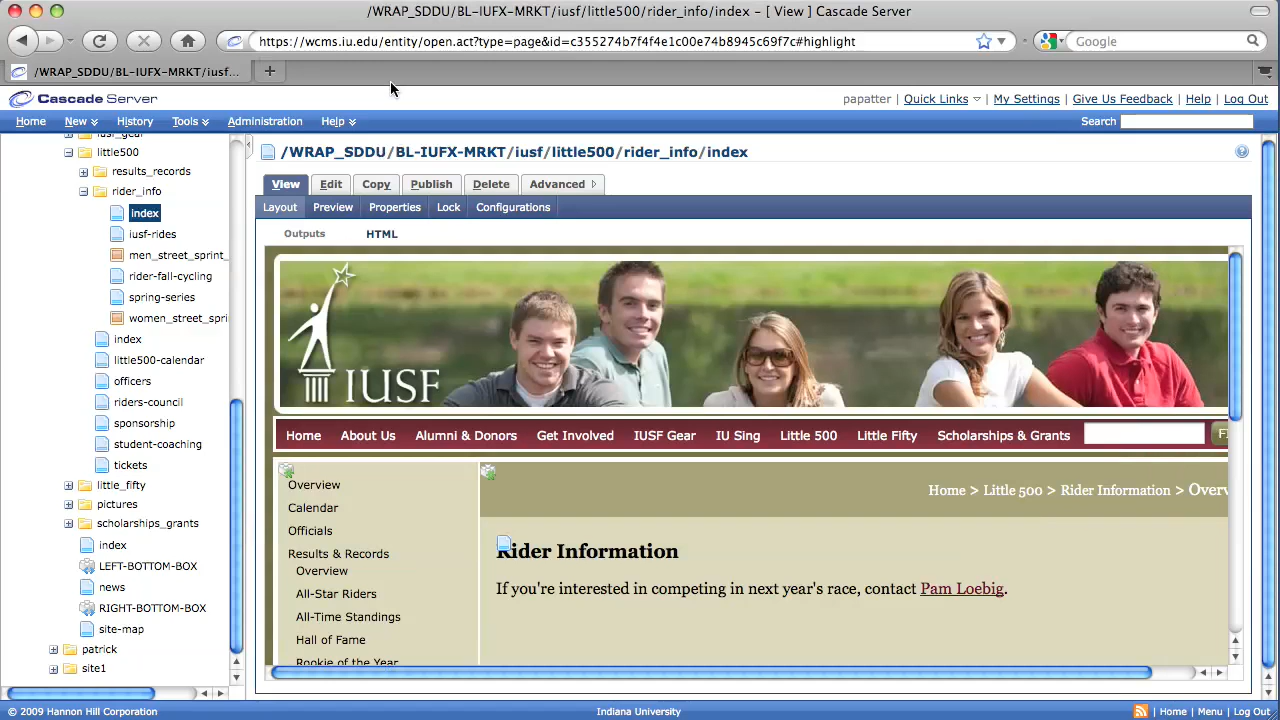 /WRAP_SDDU/BL-IUFX-MRKT/iusf/little500/rider_info/index - [ View ] Cascade Server
https://wcms.iu.edu/entity/open.act?type=page&id=c355274b7f4f4e1c00e74b8945c69f7c#highlight
Google
/WRAP_SDDU/BL-IUFX-MRKT/iusf...
Cascade Server
papatter | Quick Links | My Settings | Give Us Feedback | Help | Log Out
Home New History Tools Administration Help Search
iusf_gear
little500
results_records
rider_info
index
iusf-rides
men_street_sprint_
rider-fall-cycling
spring-series
women_street_spri
index
little500-calendar
officers
riders-council
sponsorship
student-coaching
tickets
little_fifty
pictures
scholarships_grants
index
LEFT-BOTTOM-BOX
news
RIGHT-BOTTOM-BOX
site-map
patrick
site1
/WRAP_SDDU/BL-IUFX-MRKT/iusf/little500/rider_info/index
View Edit Copy Publish Delete Advanced
Layout Preview Properties Lock Configurations
Outputs HTML
IUSF
Home About Us Alumni & Donors Get Involved IUSF Gear IU Sing Little 500 Little Fifty Scholarships & Grants F
Overview
Calendar
Officials
Results & Records
Overview
All-Star Riders
All-Time Standings
Hall of Fame
Rookie of the Year
Home > Little 500 > Rider Information > Overv
Rider Information
If you're interested in competing in next year's race, contact Pam Loebig.
© 2009 Hannon Hill Corporation Indiana University Home | Menu | Log Out